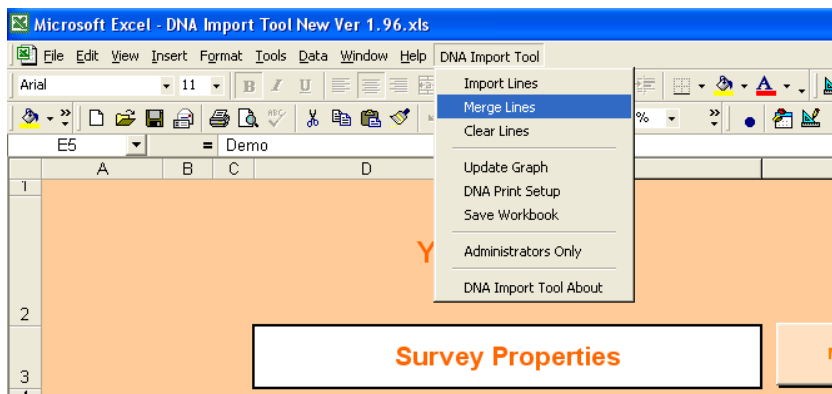 Microsoft Excel - DNA Import Tool New Ver 1.96.xls
File Edit View Insert Format Tools Data Window Help DNA Import Tool
Arial 11 B I U A
ABC %
E5 = Demo
A B C D
1
2
3
Import Lines
Merge Lines
Clear Lines
Update Graph
DNA Print Setup
Save Workbook
Administrators Only
DNA Import Tool About
Y
Survey Properties